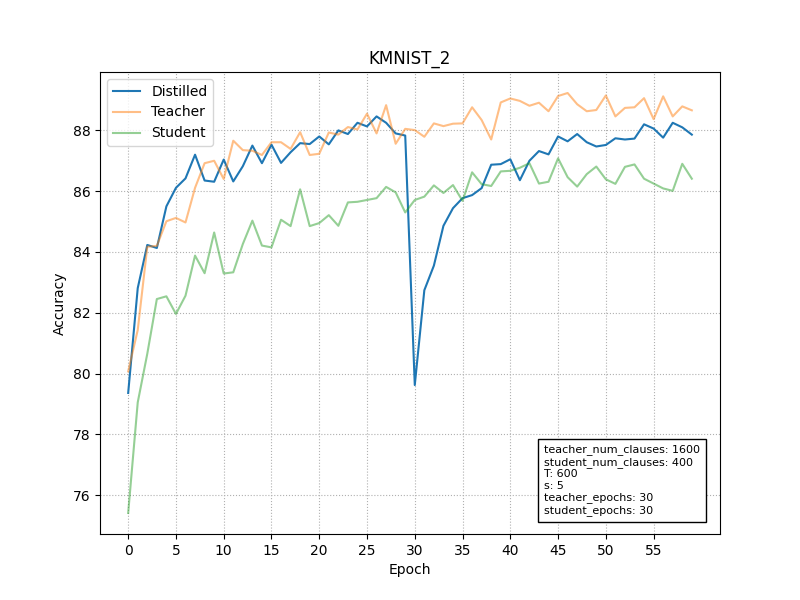 KMNIST_2
Distilled
Teacher
Student
Accuracy
88
86
84
82
80
78
76
teacher_num_clauses: 1600
student_num_clauses: 400
T: 600
s: 5
teacher_epochs: 30
student_epochs: 30
0 5 10 15 20 25 30 35 40 45 50 55
Epoch